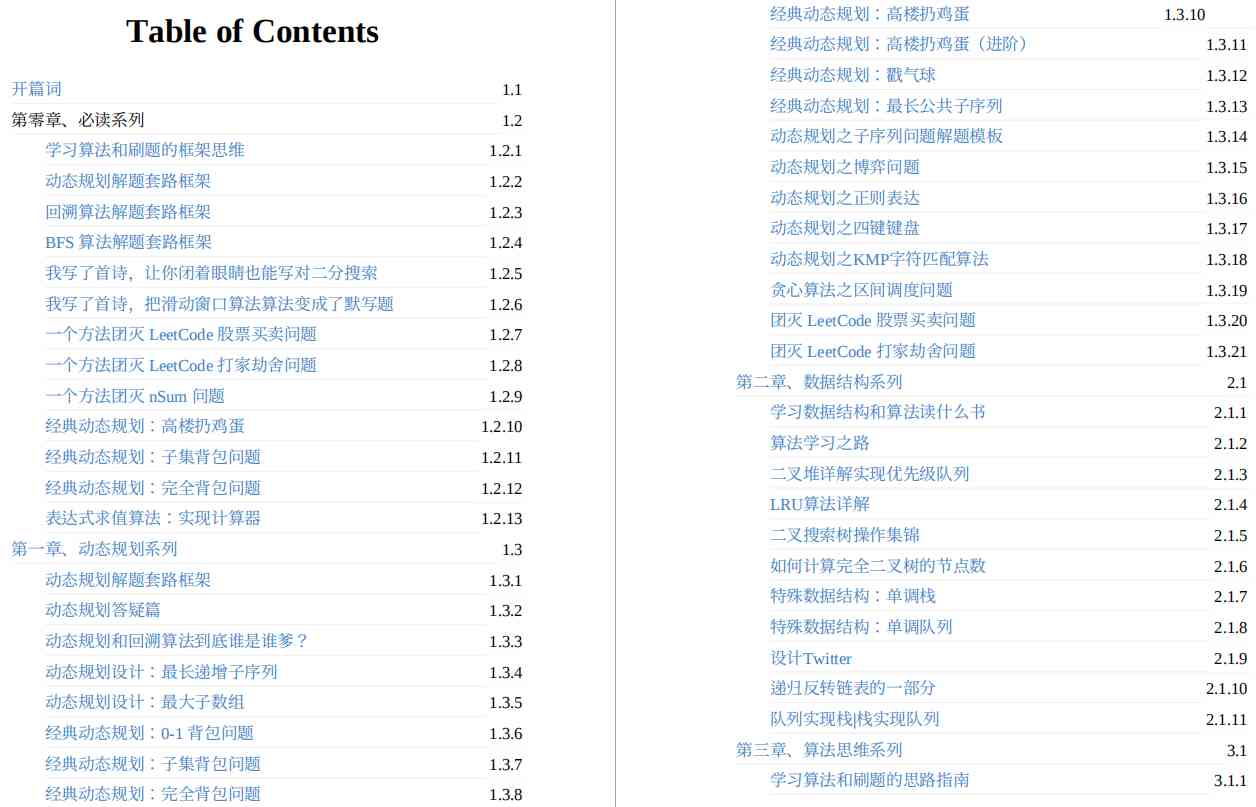 Table of Contents
开篇词 1.1
第零章、必读系列 1.2
学习算法和刷题的框架思维 1.2.1
动态规划解题套路框架 1.2.2
回溯算法解题套路框架 1.2.3
BFS 算法解题套路框架 1.2.4
我写了首诗，让你闭着眼睛也能写对二分搜索 1.2.5
我写了首诗，把滑动窗口算法算法变成了默写题 1.2.6
一个方法团灭 LeetCode 股票买卖问题 1.2.7
一个方法团灭 LeetCode 打家劫舍问题 1.2.8
一个方法团灭 nSum 问题 1.2.9
经典动态规划：高楼扔鸡蛋 1.2.10
经典动态规划：子集背包问题 1.2.11
经典动态规划：完全背包问题 1.2.12
表达式求值算法：实现计算器 1.2.13
第一章、动态规划系列 1.3
动态规划解题套路框架 1.3.1
动态规划答疑篇 1.3.2
动态规划和回溯算法到底谁是谁爹？ 1.3.3
动态规划设计：最长递增子序列 1.3.4
动态规划设计：最大子数组 1.3.5
经典动态规划：0-1 背包问题 1.3.6
经典动态规划：子集背包问题 1.3.7
经典动态规划：完全背包问题 1.3.8
经典动态规划：高楼扔鸡蛋 1.3.10
经典动态规划：高楼扔鸡蛋（进阶） 1.3.11
经典动态规划：戳气球 1.3.12
经典动态规划：最长公共子序列 1.3.13
动态规划之子序列问题解题模板 1.3.14
动态规划之博弈问题 1.3.15
动态规划之正则表达 1.3.16
动态规划之四键键盘 1.3.17
动态规划之KMP字符匹配算法 1.3.18
贪心算法之区间调度问题 1.3.19
团灭 LeetCode 股票买卖问题 1.3.20
团灭 LeetCode 打家劫舍问题 1.3.21
第二章、数据结构系列 2.1
学习数据结构和算法读什么书 2.1.1
算法学习之路 2.1.2
二叉堆详解实现优先级队列 2.1.3
LRU算法详解 2.1.4
二叉搜索树操作集锦 2.1.5
如何计算完全二叉树的节点数 2.1.6
特殊数据结构：单调栈 2.1.7
特殊数据结构：单调队列 2.1.8
设计Twitter 2.1.9
递归反转链表的一部分 2.1.10
队列实现栈|栈实现队列 2.1.11
第三章、算法思维系列 3.1
学习算法和刷题的思路指南 3.1.1